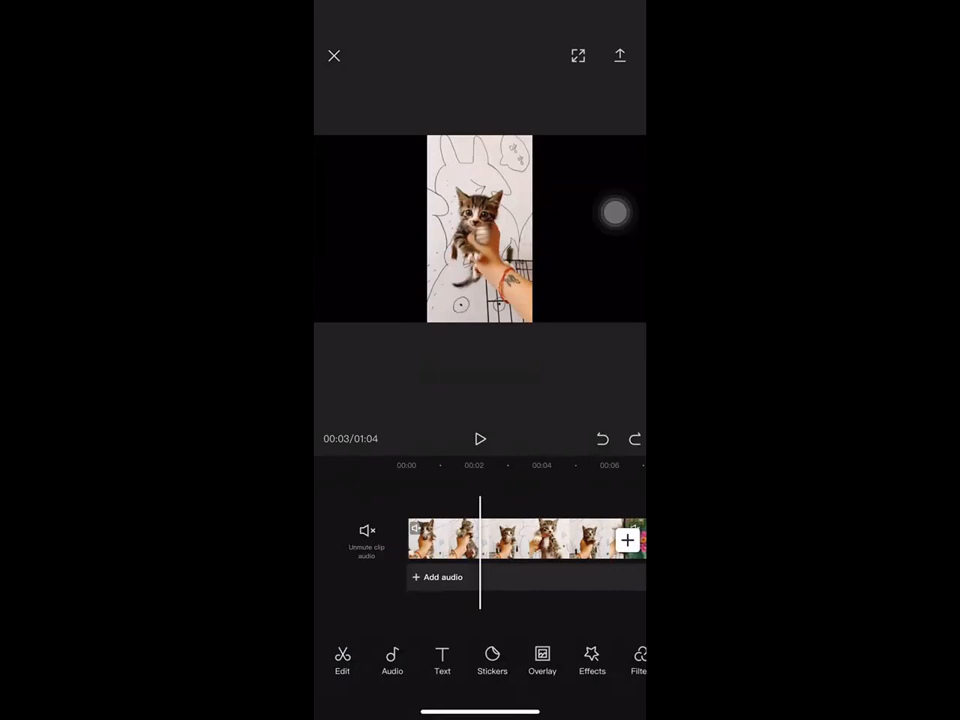 00:03/01:04
00:00
00:02
00:04
00:06
Unmute clip
audio
+ Add audio
Edit
Audio
Text
Stickers
Overlay
Effects
Filte